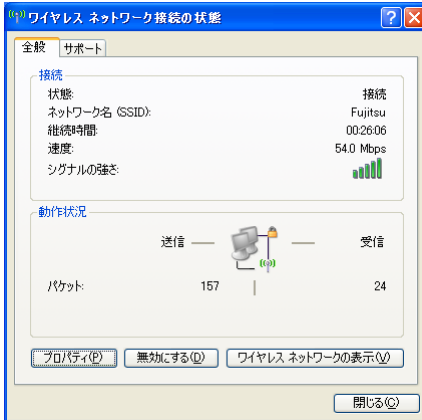 ワイヤレス ネットワーク接続の状態
全般 サポート
接続
状態: 接続
ネットワーク名 (SSID): Fujitsu
継続時間: 00:26:06
速度: 54.0 Mbps
シグナルの強さ:
動作状況
送信 受信
パケット: 157 24
プロパティ(P) 無効にする(D) ワイヤレス ネットワークの表示(V)
閉じる(C)